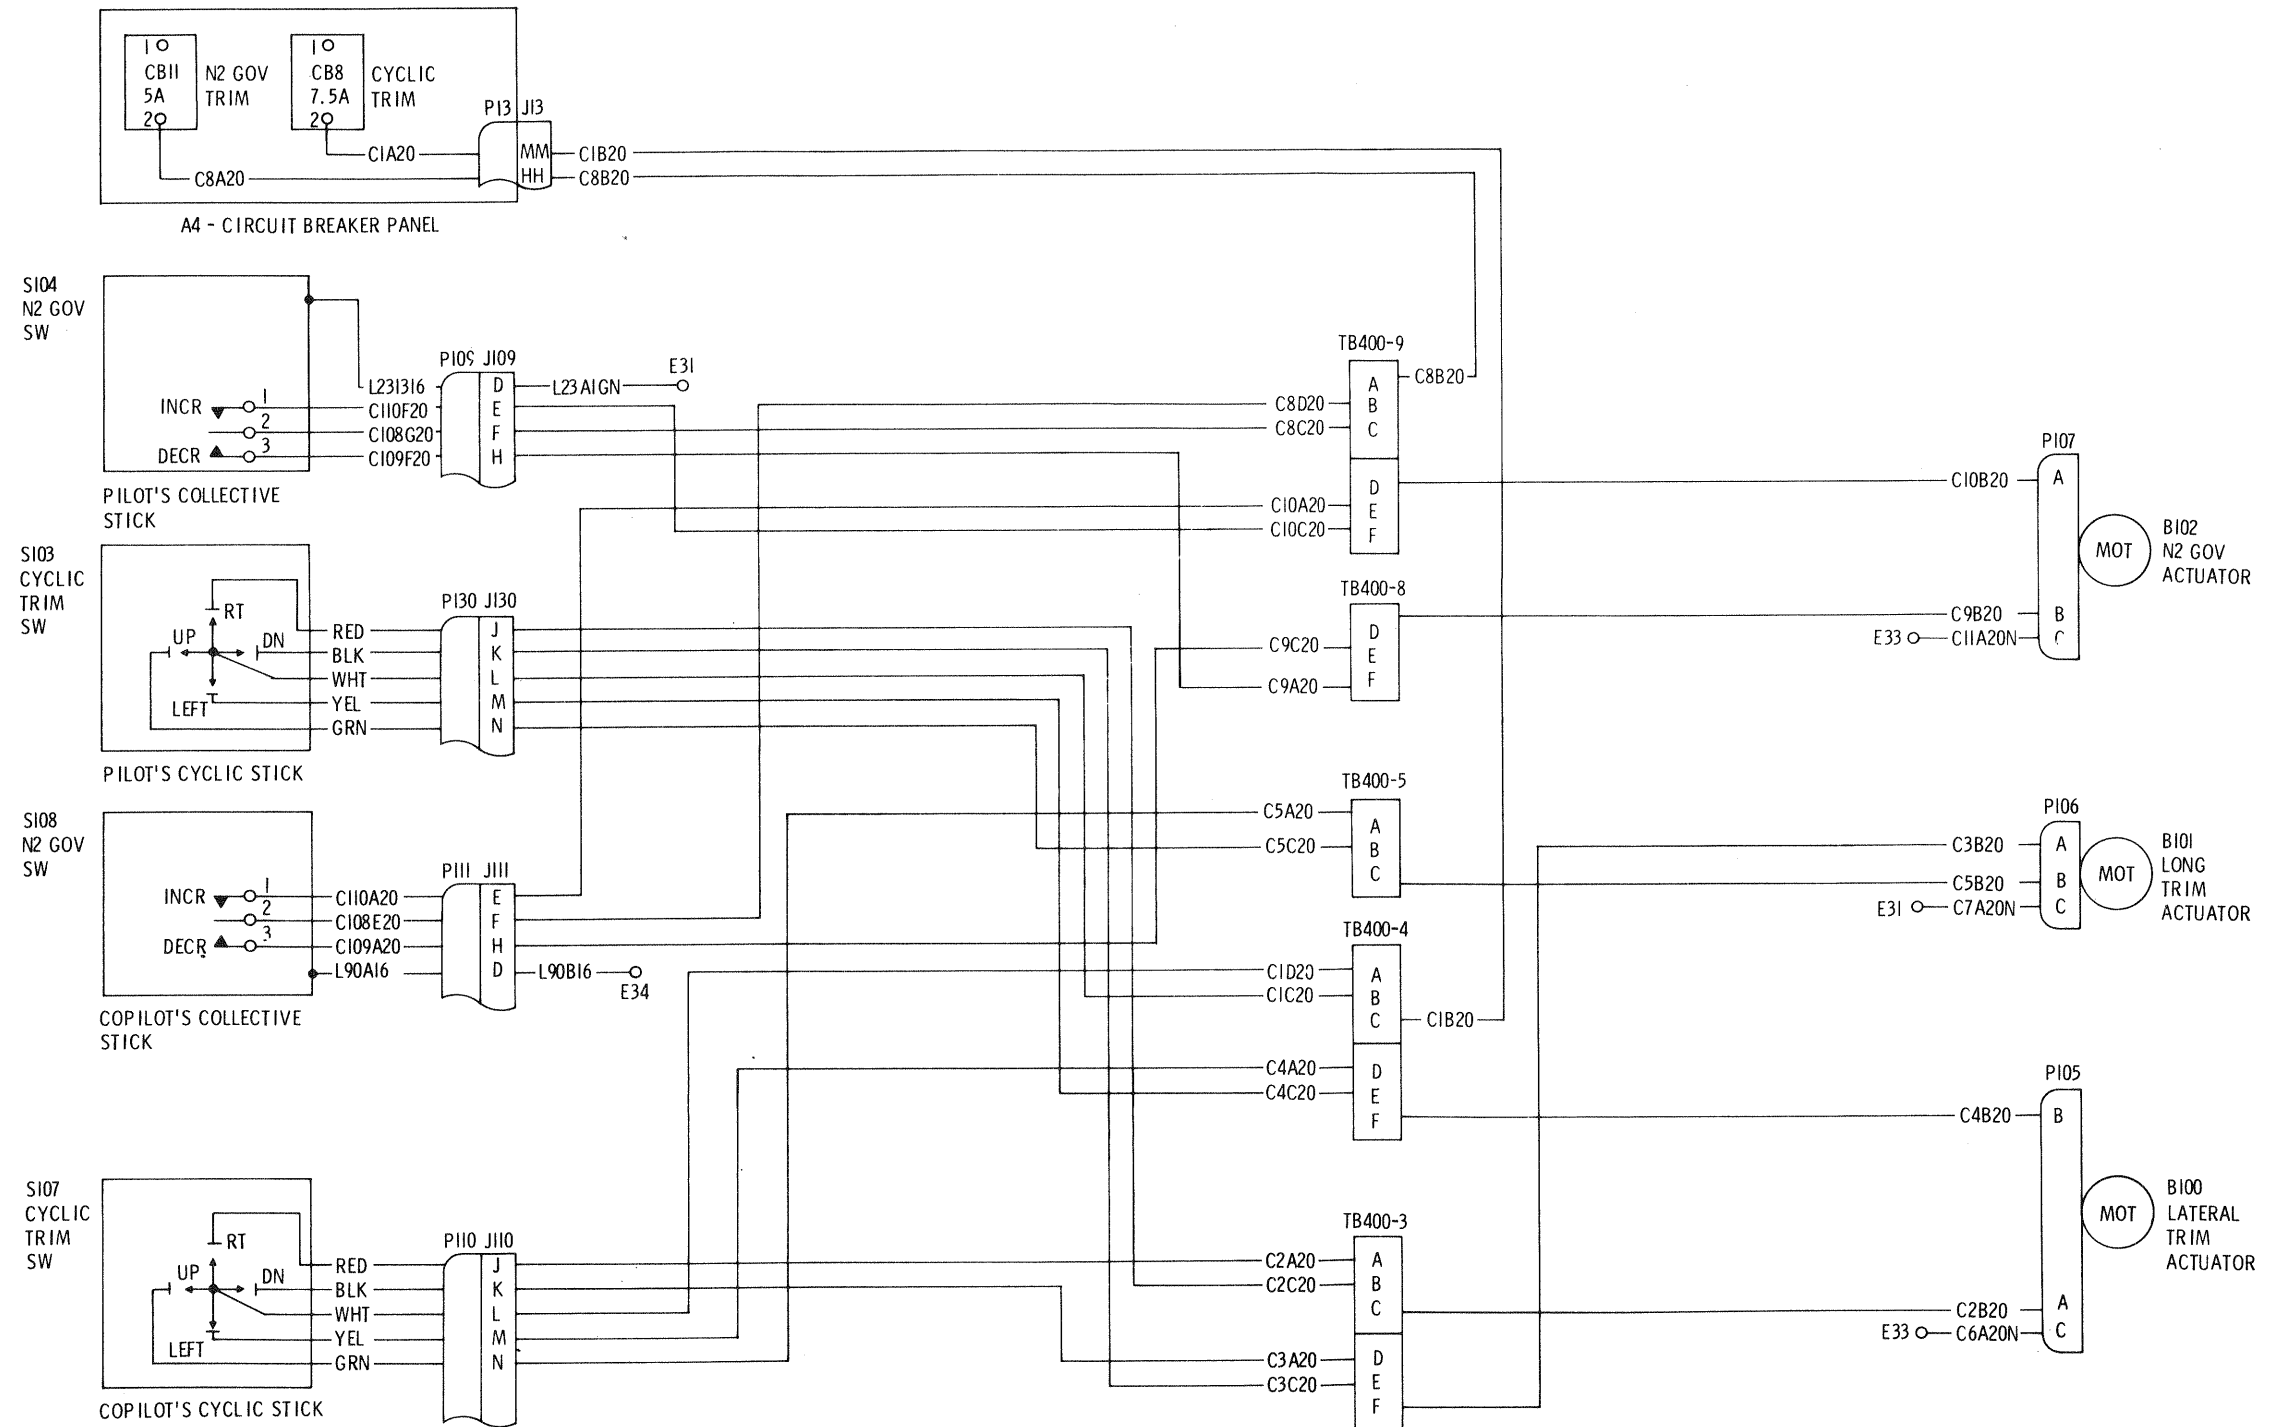 1
CB11
5A
2
N2 GOV
TRIM
1
CB8
7.5A
2
CYCLIC
TRIM
P13 J13
C1A20
MM
C1B20
C8A20
HH
C8B20
A4 - CIRCUIT BREAKER PANEL
S104
N2 GOV
SW
INCR
1
2
DECR
3
L231316
C110F20
C108G20
C109F20
P109 J109
D
E
F
H
L23A1GN
E31
PILOT'S COLLECTIVE
STICK
S103
CYCLIC
TRIM
SW
RT
UP
DN
LEFT
RED
BLK
WHT
YEL
GRN
P130 J130
J
K
L
M
N
PILOT'S CYCLIC STICK
S108
N2 GOV
SW
INCR
1
2
DECR
3
C110A20
C108E20
C109A20
L90A16
P111 J111
E
F
H
D
L90B16
E34
COPILOT'S COLLECTIVE
STICK
S107
CYCLIC
TRIM
SW
RT
UP
DN
LEFT
RED
BLK
WHT
YEL
GRN
P110 J110
J
K
L
M
N
COPILOT'S CYCLIC STICK
TB400-9
A
C8B20
C8D20
B
C8C20
C
D
C10A20
E
C10C20
F
TB400-8
D
C9C20
E
C9A20
F
TB400-5
C5A20
A
C5C20
B
C
TB400-4
C1D20
A
C1C20
B
C
C1B20
C4A20
D
C4C20
E
F
TB400-3
C2A20
A
C2C20
B
C
C3A20
D
C3C20
E
F
P107
C10B20
A
C9B20
B
E33
C11A20N
C
MOT
B102
N2 GOV
ACTUATOR
P106
C3B20
A
C5B20
B
E31
C7A20N
C
MOT
B101
LONG
TRIM
ACTUATOR
P105
C4B20
B
C2B20
A
E33
C6A20N
C
MOT
B100
LATERAL
TRIM
ACTUATOR